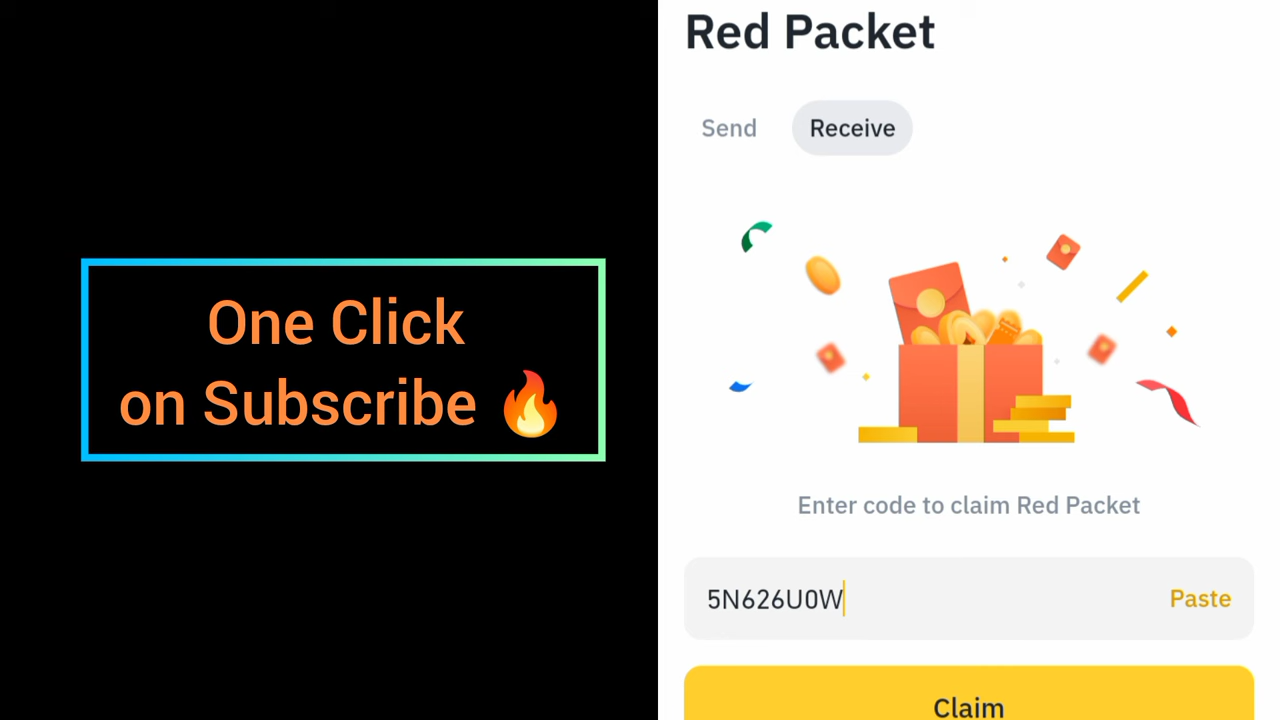 One Click
on Subscribe 🔥
Red Packet
Send
Receive
Enter code to claim Red Packet
5N626U0W
Paste
Claim